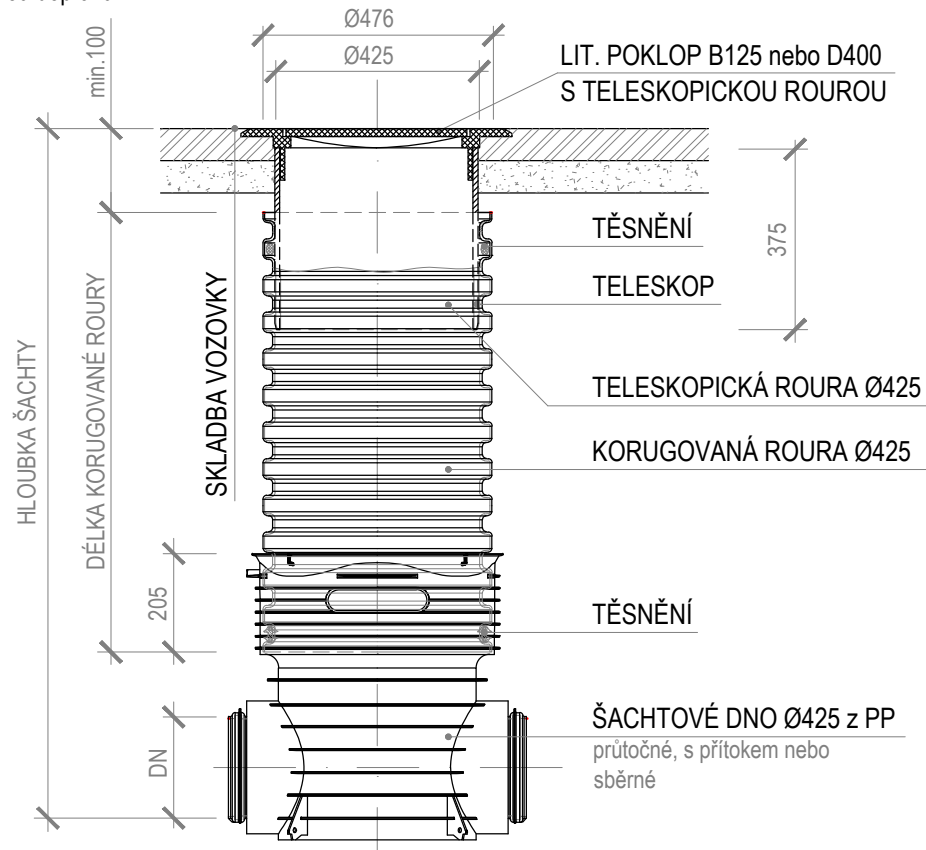 Ø476
Ø425
min.100
LIT. POKLOP B125 nebo D400
S TELESKOPICKOU ROUROU
TĚSNĚNÍ
375
TELESKOP
TELESKOPICKÁ ROURA Ø425
KORUGOVANÁ ROURA Ø425
SKLADBA VOZOVKY
DÉLKA KORUGOVANÉ ROURY
HLOUBKA ŠACHTY
205
TĚSNĚNÍ
ŠACHTOVÉ DNO Ø425 z PP
průtočné, s přítokem nebo
sběrné
DN